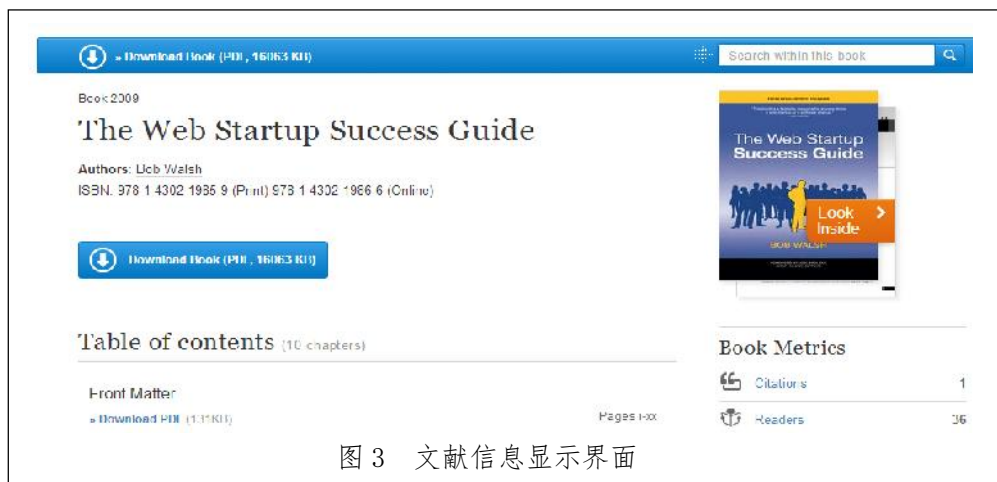 » Download Book (PDF, 16063 KB)
Search within this book
Book 2009
The Web Startup Success Guide
Authors: Bob Walsh
ISBN: 978-1-4302-1985-9 (Print) 978-1-4302-1986-6 (Online)
Download Book (PDF, 16063 KB)
The Web Startup
Success Guide
Look
Inside
BOB WALSH
Table of contents (10 chapters)
Front Matter
» Download PDF (131KB)
Pages i-xx
Book Metrics
Citations 1
Readers 36
图 3 文献信息显示界面